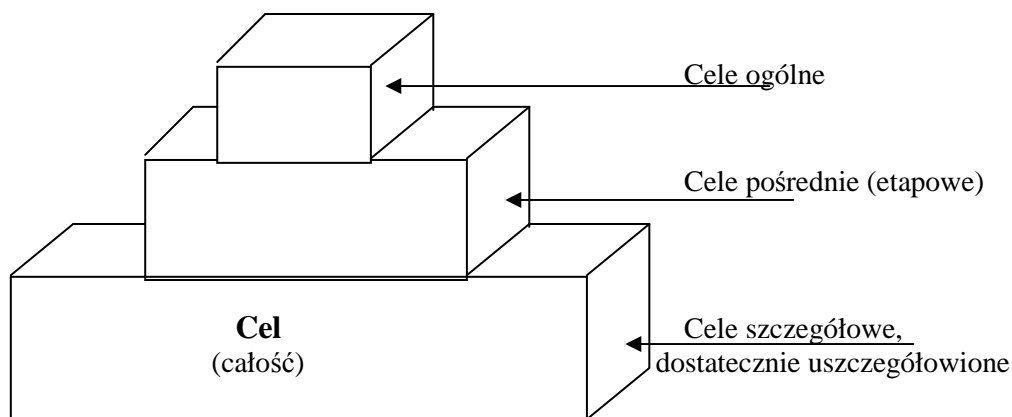 Cele ogólne
Cele pośrednie (etapowe)
Cel
(całość)
Cele szczegółowe,
dostatecznie uszczegółowione